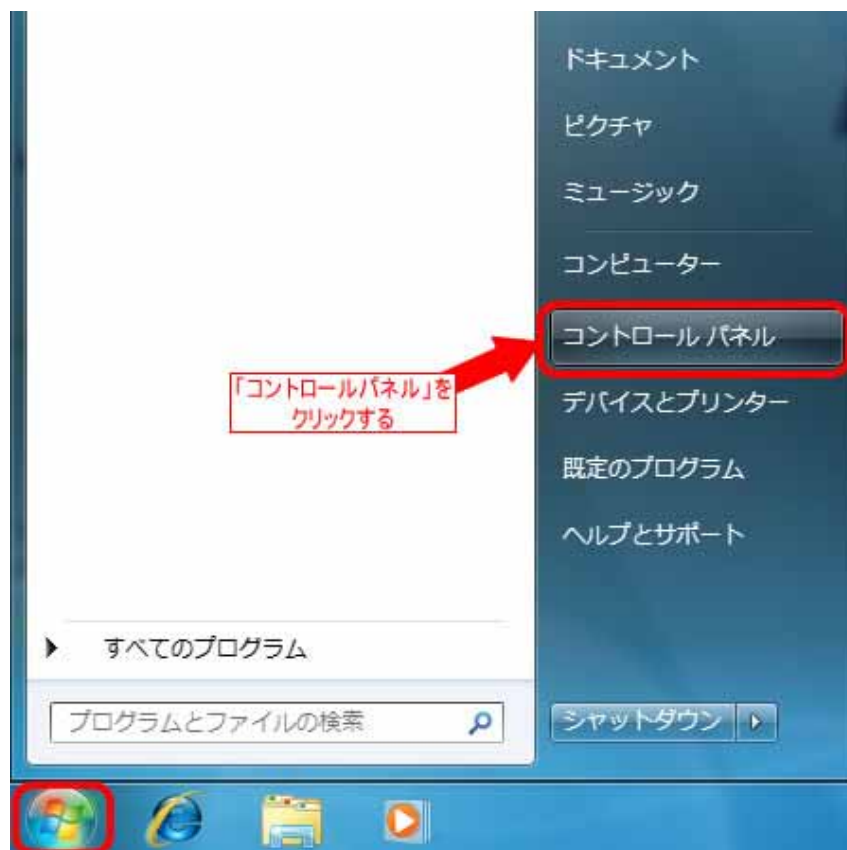 ドキュメント
ピクチャ
ミュージック
コンピューター
コントロール パネル
「コントロールパネル」を
クリックする
デバイスとプリンター
既定のプログラム
ヘルプとサポート
すべてのプログラム
プログラムとファイルの検索
シャットダウン